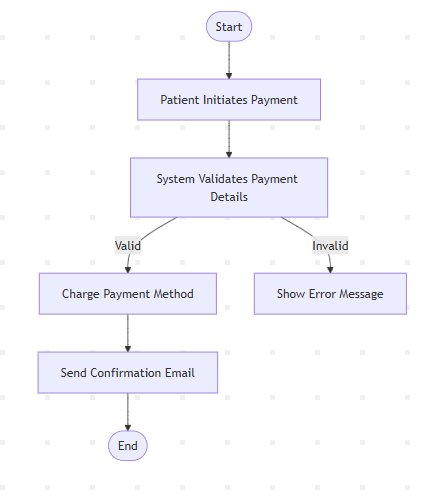 Start
Patient Initiates Payment
System Validates Payment
Details
Valid
Invalid
Charge Payment Method
Show Error Message
Send Confirmation Email
End